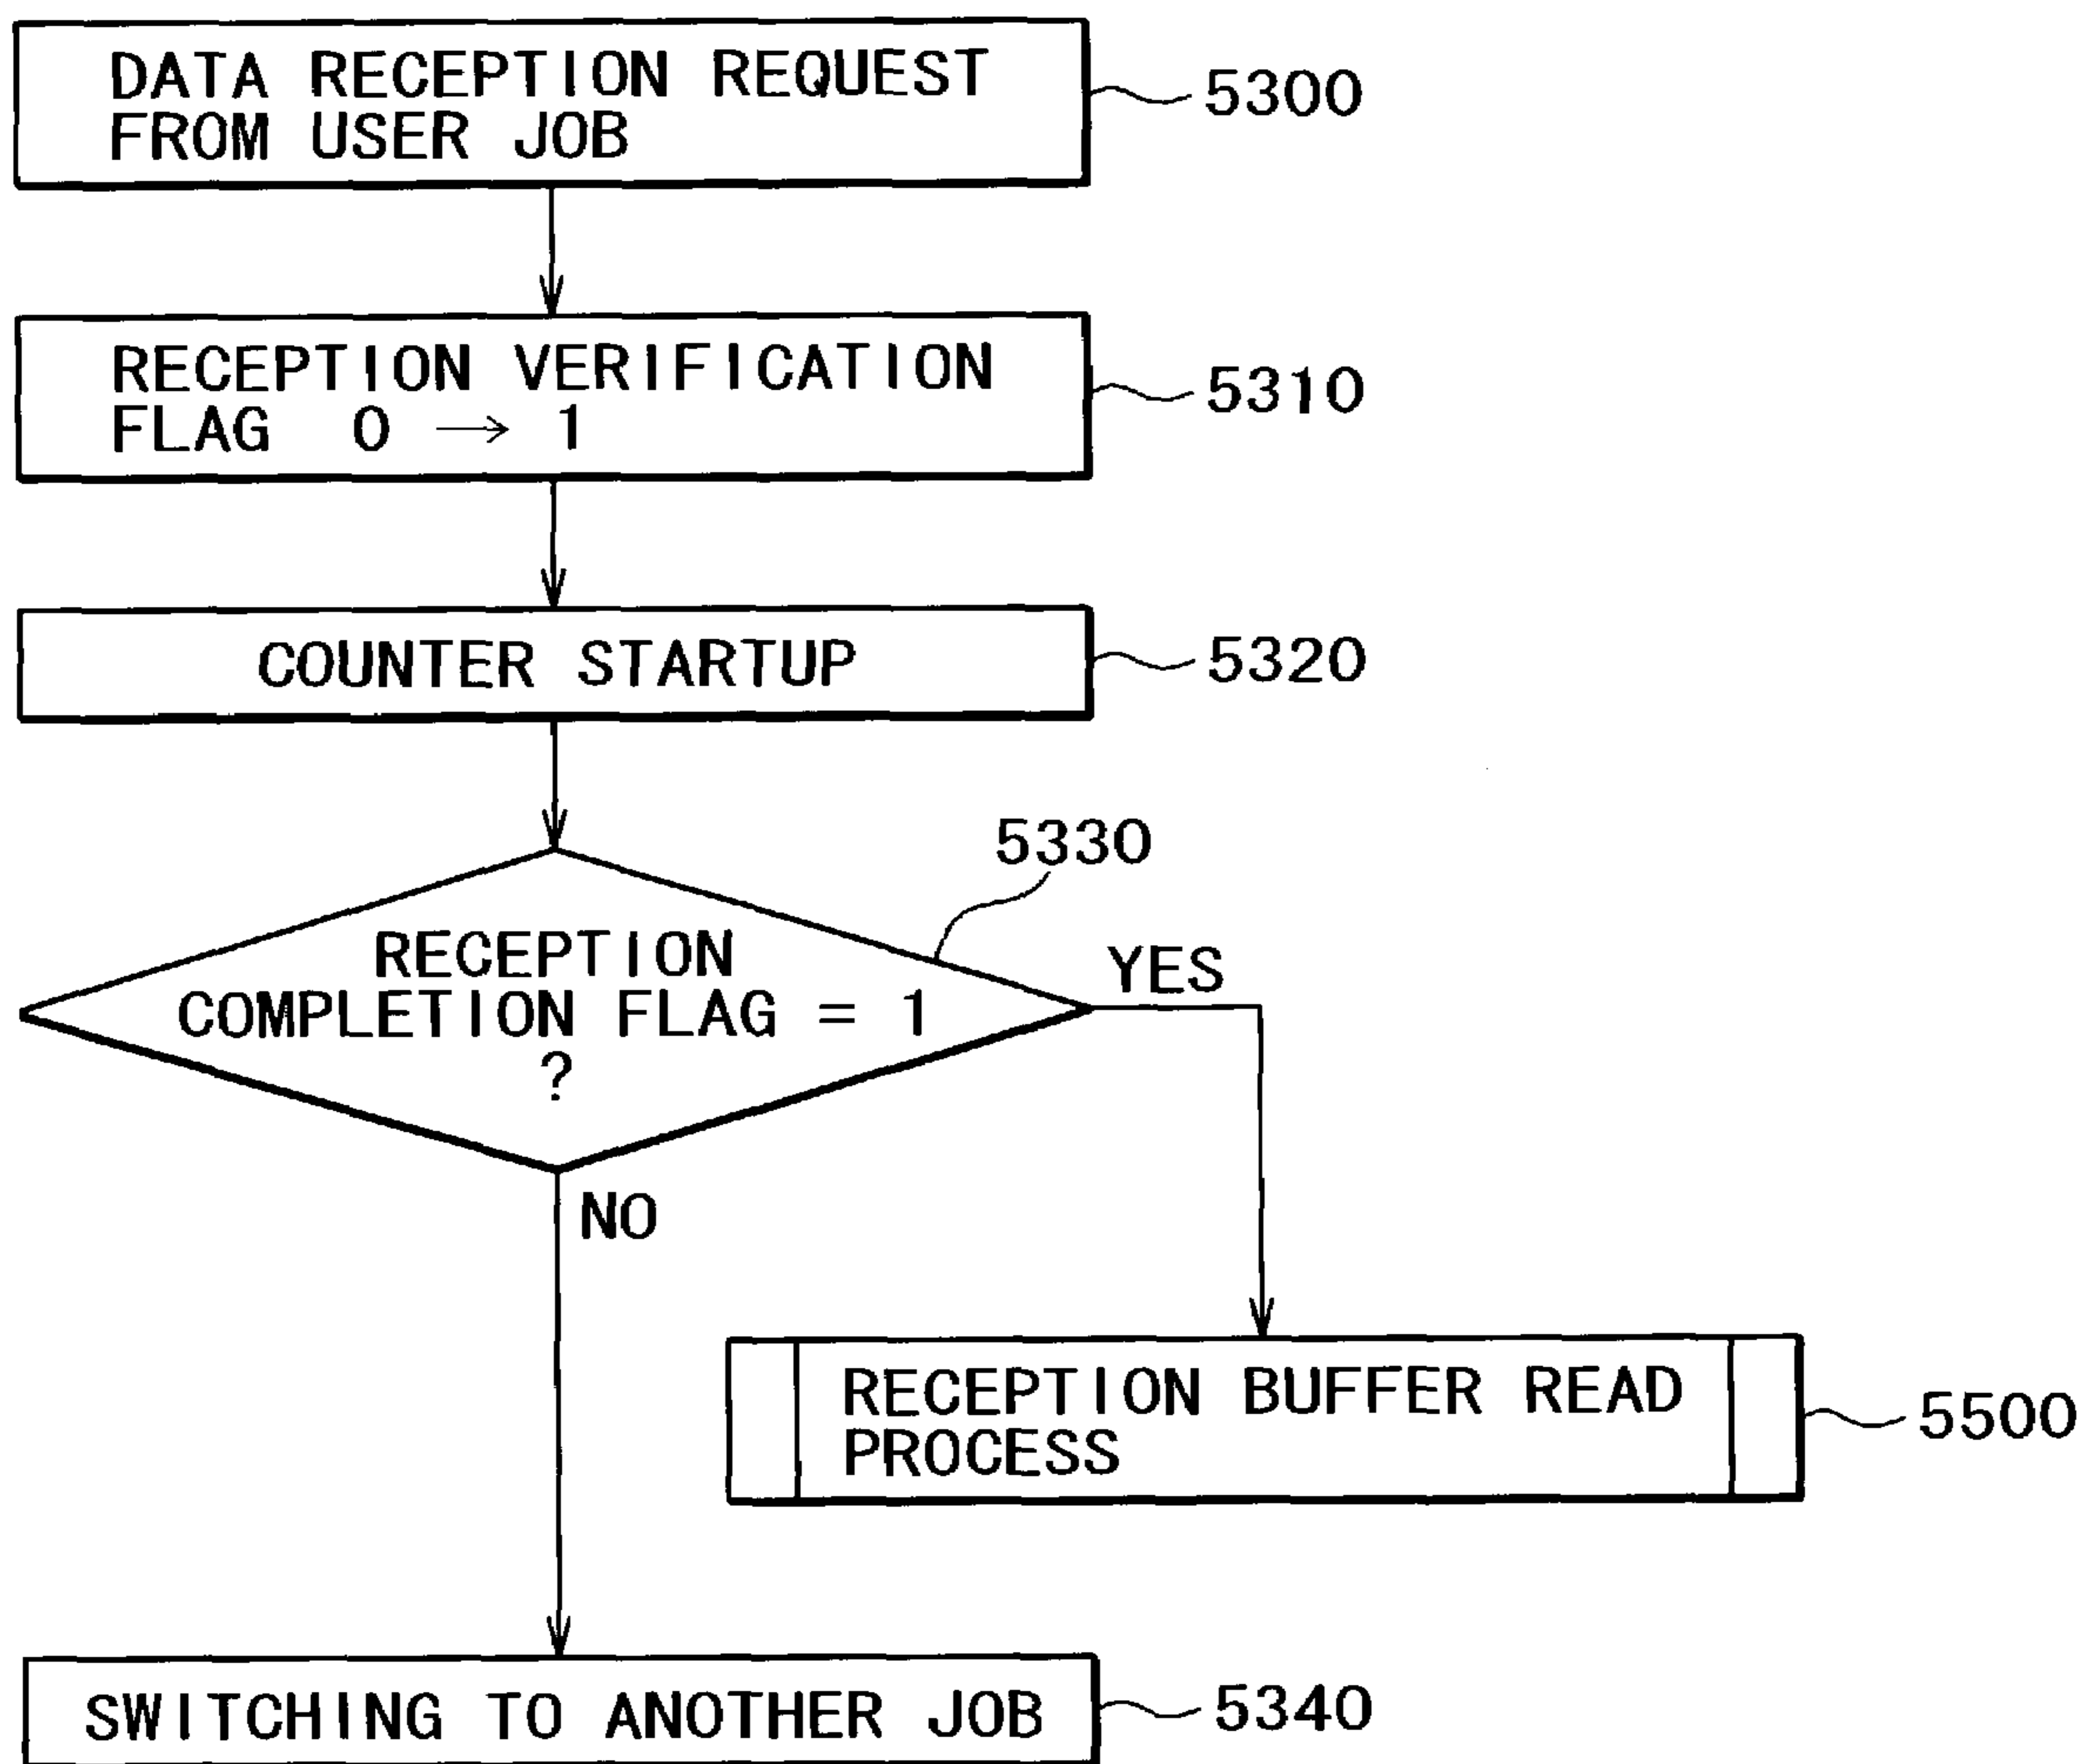 DATA RECEPTION REQUEST
FROM USER JOB
5300
RECEPTION VERIFICATION
FLAG 0 → 1
5310
COUNTER STARTUP
5320
5330
RECEPTION
COMPLETION FLAG = 1
?
YES
NO
RECEPTION BUFFER READ
PROCESS
5500
SWITCHING TO ANOTHER JOB
5340